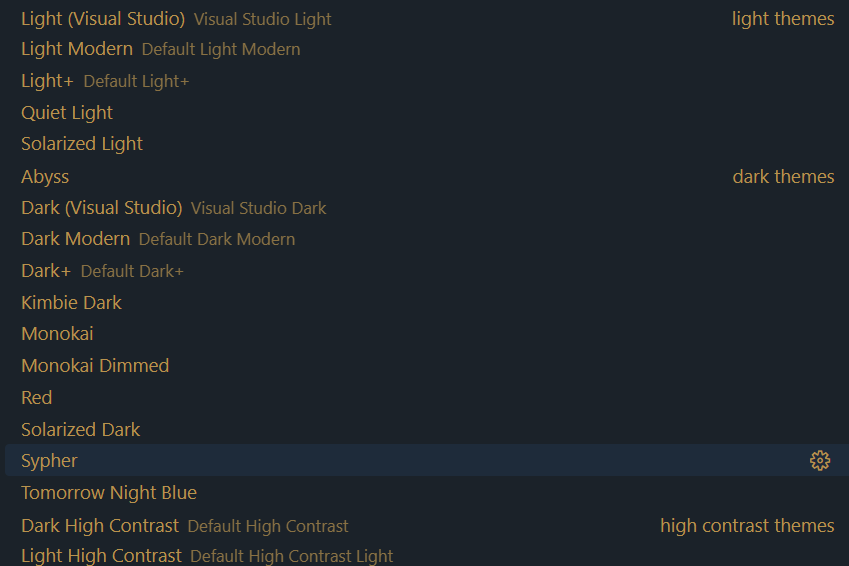 Light (Visual Studio) Visual Studio Light light themes
Light Modern Default Light Modern
Light+ Default Light+
Quiet Light
Solarized Light
Abyss dark themes
Dark (Visual Studio) Visual Studio Dark
Dark Modern Default Dark Modern
Dark+ Default Dark+
Kimbie Dark
Monokai
Monokai Dimmed
Red
Solarized Dark
Sypher
Tomorrow Night Blue
Dark High Contrast Default High Contrast high contrast themes
Light High Contrast Default High Contrast Light